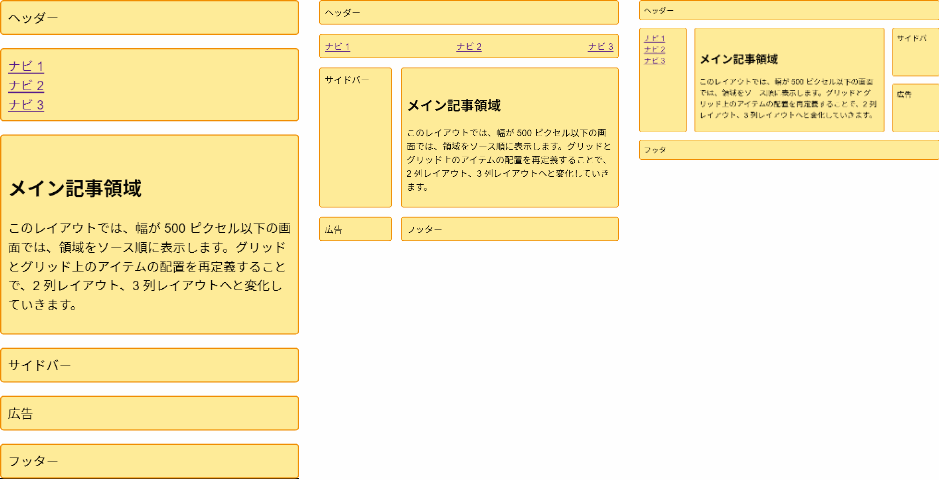 ヘッダー
ナビ 1
ナビ 2
ナビ 3
メイン記事領域
このレイアウトでは、幅が 500 ピクセル以下の画
面では、領域をソース順に表示します。グリッド
とグリッド上のアイテムの配置を再定義すること
で、2 列レイアウト、3 列レイアウトへと変化し
ていきます。
サイドバー
広告
フッター
ヘッダー
ナビ 1 ナビ 2 ナビ 3
サイドバー
メイン記事領域
このレイアウトでは、幅が 500 ピクセル以下の画
面では、領域をソース順に表示します。グリッドと
グリッド上のアイテムの配置を再定義することで、
2 列レイアウト、3 列レイアウトへと変化していき
ます。
広告
フッター
ヘッダー
ナビ 1
ナビ 2
ナビ 3
メイン記事領域
このレイアウトでは、幅が 500 ピクセル以下の画面
では、領域をソース順に表示します。グリッドとグ
リッド上のアイテムの配置を再定義することで、2 列
レイアウト、3 列レイアウトへと変化していきます。
サイドバ
広告
フッタ